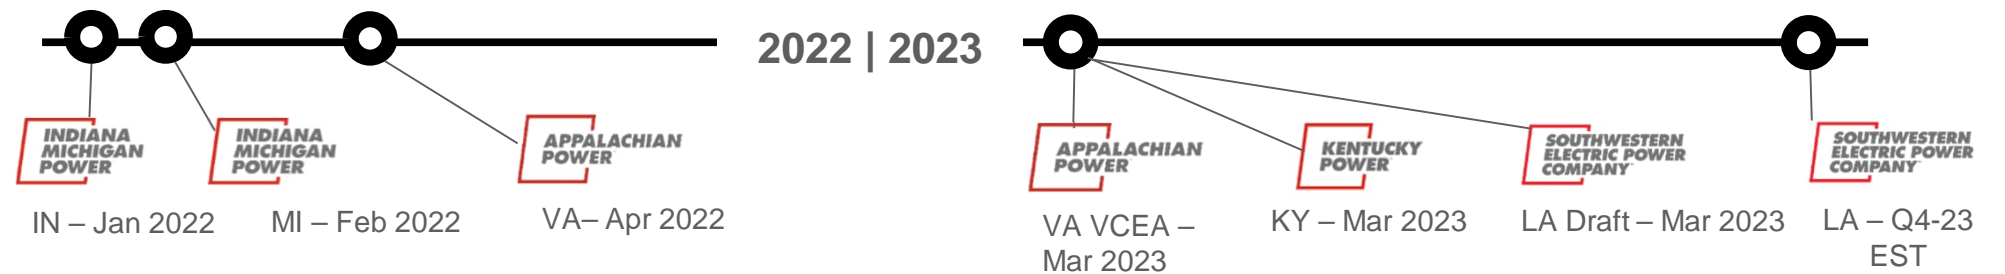 2022 | 2023
INDIANA
MICHIGAN
POWER
INDIANA
MICHIGAN
POWER
APPALACHIAN
POWER
APPALACHIAN
POWER
KENTUCKY
POWER
SOUTHWESTERN
ELECTRIC POWER
COMPANY
SOUTHWESTERN
ELECTRIC POWER
COMPANY
IN – Jan 2022
MI – Feb 2022
VA– Apr 2022
VA VCEA –
Mar 2023
KY – Mar 2023
LA Draft – Mar 2023
LA – Q4-23
EST